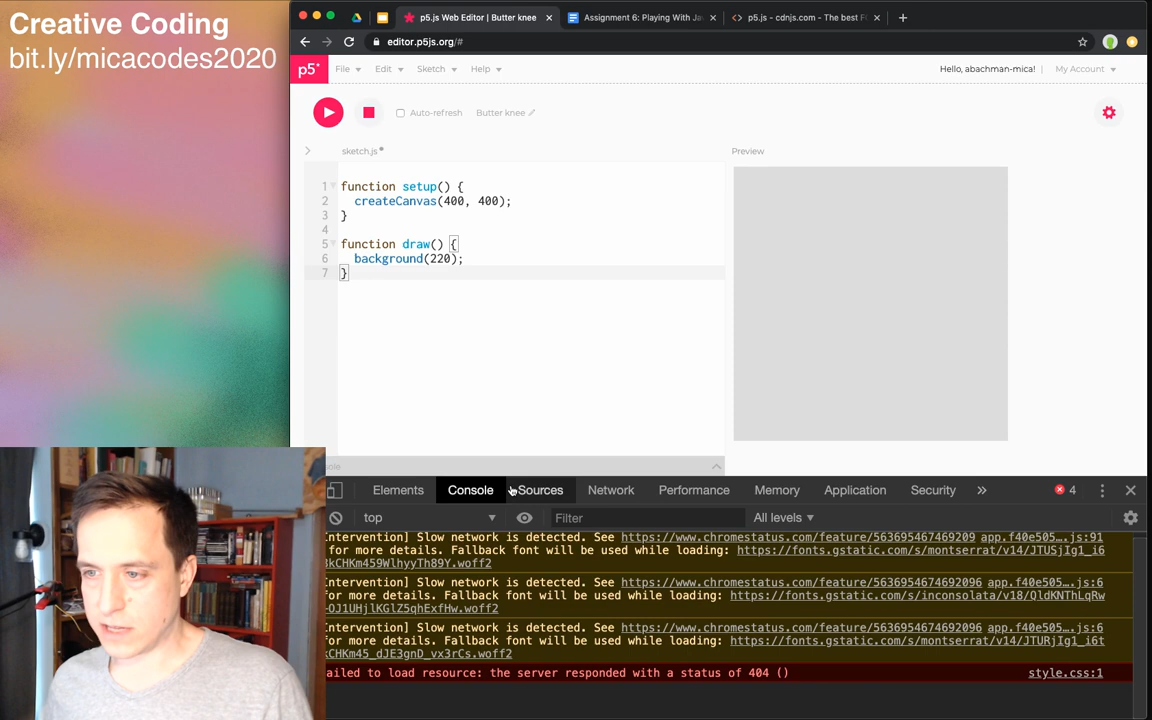 Creative Coding
bit.ly/micacodes2020
p5.js Web Editor | Butter knee
Assignment 6: Playing With Ja
p5.js - cdnjs.com - The best F
editor.p5js.org/#
p5*
File
Edit
Sketch
Help
Hello, abachman-mica!
My Account
Auto-refresh
Butter knee
sketch.js
Preview
1 function setup() {
2 createCanvas(400, 400);
3 }
4
5 function draw() {
6 background(220);
7 }
ole
Elements
Console
Sources
Network
Performance
Memory
Application
Security
4
top
Filter
All levels
Intervention] Slow network is detected. See https://www.chromestatus.com/feature/563695467469209 app.f40e505….js:91
for more details. Fallback font will be used while loading: https://fonts.gstatic.com/s/montserrat/v14/JTUSjIg1_i6
3kCHKm459WlhyyTh89Y.woff2
Intervention] Slow network is detected. See https://www.chromestatus.com/feature/5636954674692096 app.f40e505….js:6
for more details. Fallback font will be used while loading: https://fonts.gstatic.com/s/inconsolata/v18/QldKNThLqRw
-OJ1UHjlKGlZ5qhExfHw.woff2
Intervention] Slow network is detected. See https://www.chromestatus.com/feature/5636954674692096 app.f40e505….js:6
for more details. Fallback font will be used while loading: https://fonts.gstatic.com/s/montserrat/v14/JTURjIg1_i6t
kCHKm45_dJE3gnD_vx3rCs.woff2
ailed to load resource: the server responded with a status of 404 ()
style.css:1